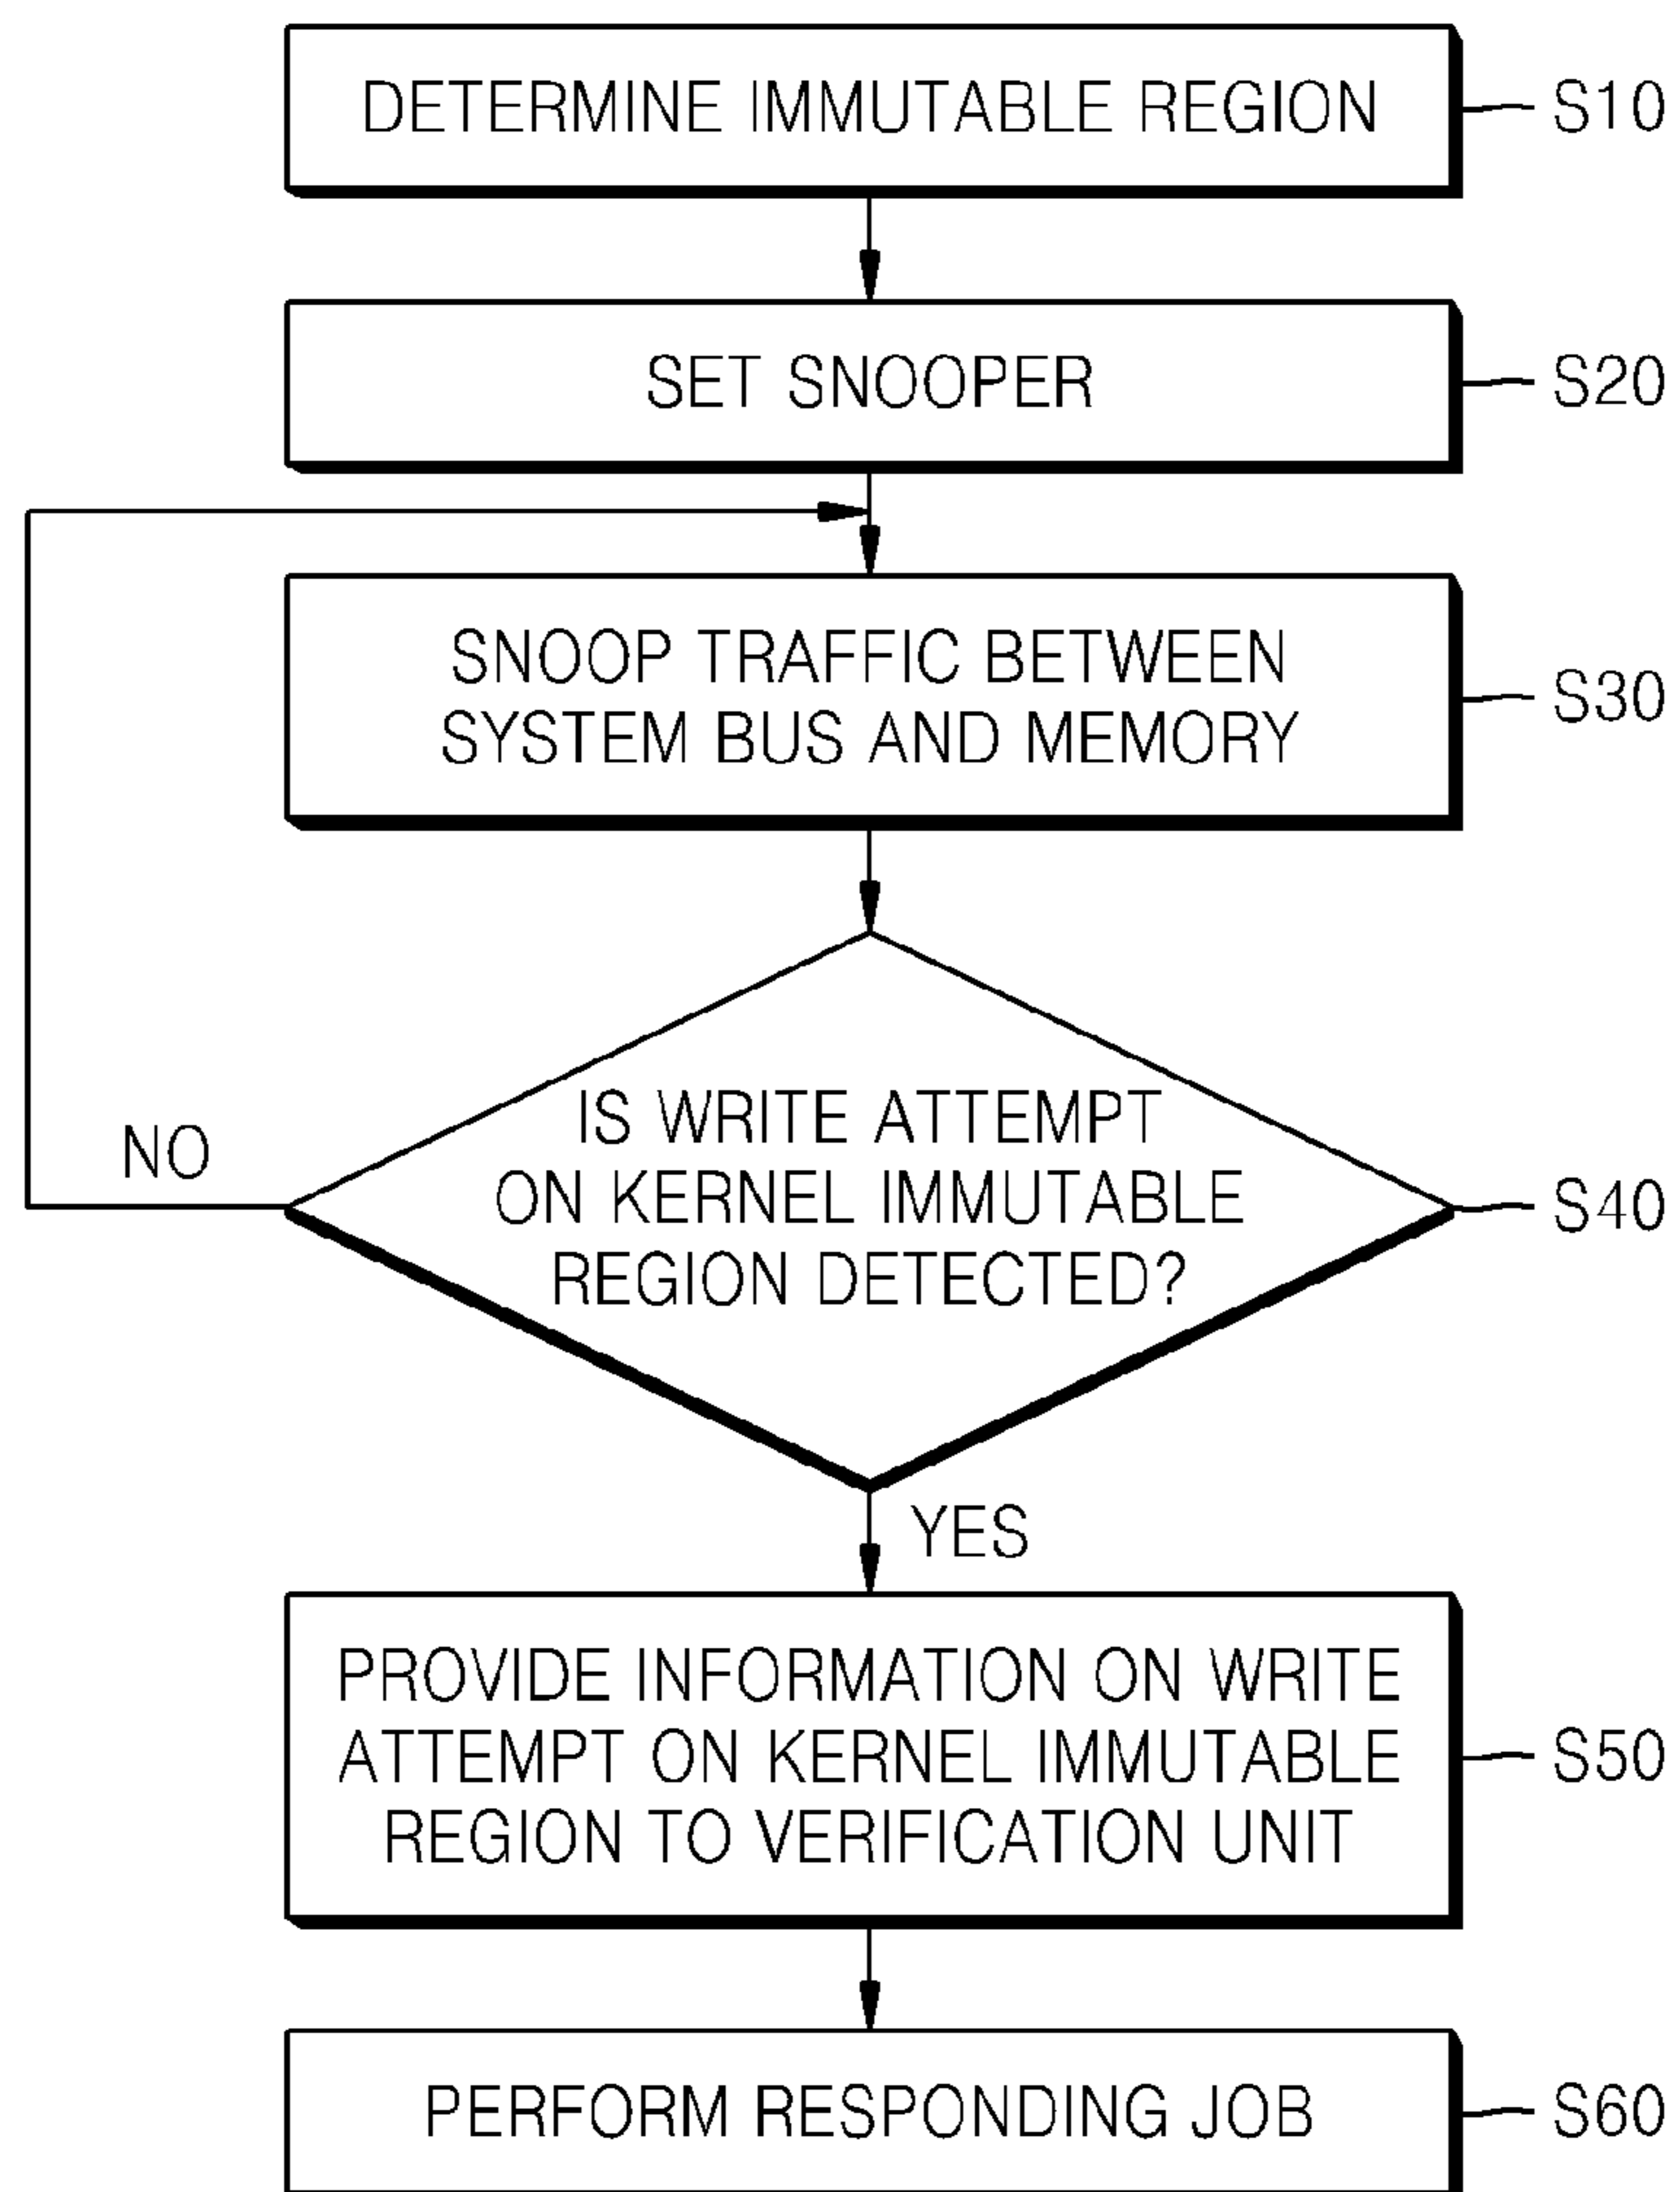 DETERMINE IMMUTABLE REGION
S10
SET SNOOPER
S20
SNOOP TRAFFIC BETWEEN
SYSTEM BUS AND MEMORY
S30
IS WRITE ATTEMPT
ON KERNEL IMMUTABLE
REGION DETECTED?
S40
NO
YES
PROVIDE INFORMATION ON WRITE
ATTEMPT ON KERNEL IMMUTABLE
REGION TO VERIFICATION UNIT
S50
PERFORM RESPONDING JOB
S60